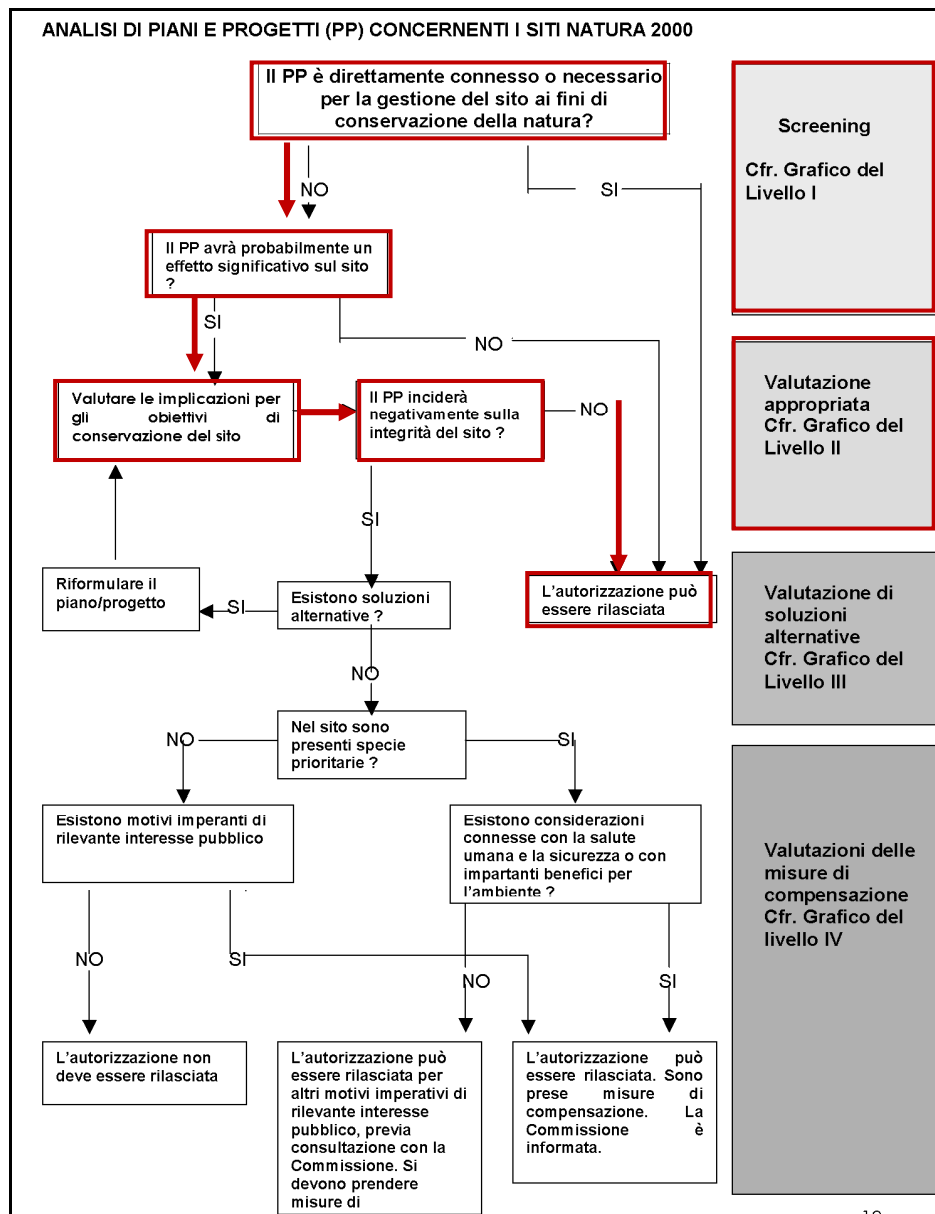 ANALISI DI PIANI E PROGETTI (PP) CONCERNENTI I SITI NATURA 2000
Il PP è direttamente connesso o necessario
per la gestione del sito ai fini di
conservazione della natura?
Screening
Cfr. Grafico del
Livello I
NO
SI
Il PP avrà probabilmente un
effetto significativo sul sito
?
SI
NO
Valutare le implicazioni per
gli obiettivi di
conservazione del sito
Il PP inciderà
negativamente sulla
integrità del sito ?
NO
Valutazione
appropriata
Cfr. Grafico del
Livello II
SI
Riformulare il
piano/progetto
SI
Esistono soluzioni
alternative ?
L'autorizzazione può
essere rilasciata
Valutazione di
soluzioni
alternative
Cfr. Grafico del
Livello III
NO
Nel sito sono
presenti specie
prioritarie ?
NO
SI
Esistono motivi imperanti di
rilevante interesse pubblico
Esistono considerazioni
connesse con la salute
umana e la sicurezza o con
impartanti benefici per
l'ambiente ?
Valutazioni delle
misure di
compensazione
Cfr. Grafico del
livello IV
NO
SI
NO
SI
L'autorizzazione non
deve essere rilasciata
L'autorizzazione può
essere rilasciata per
altri motivi imperativi di
rilevante interesse
pubblico, previa
consultazione con la
Commissione. Si
devono prendere
misure di
L'autorizzazione può
essere rilasciata. Sono
prese misure di
compensazione. La
Commissione è
informata.